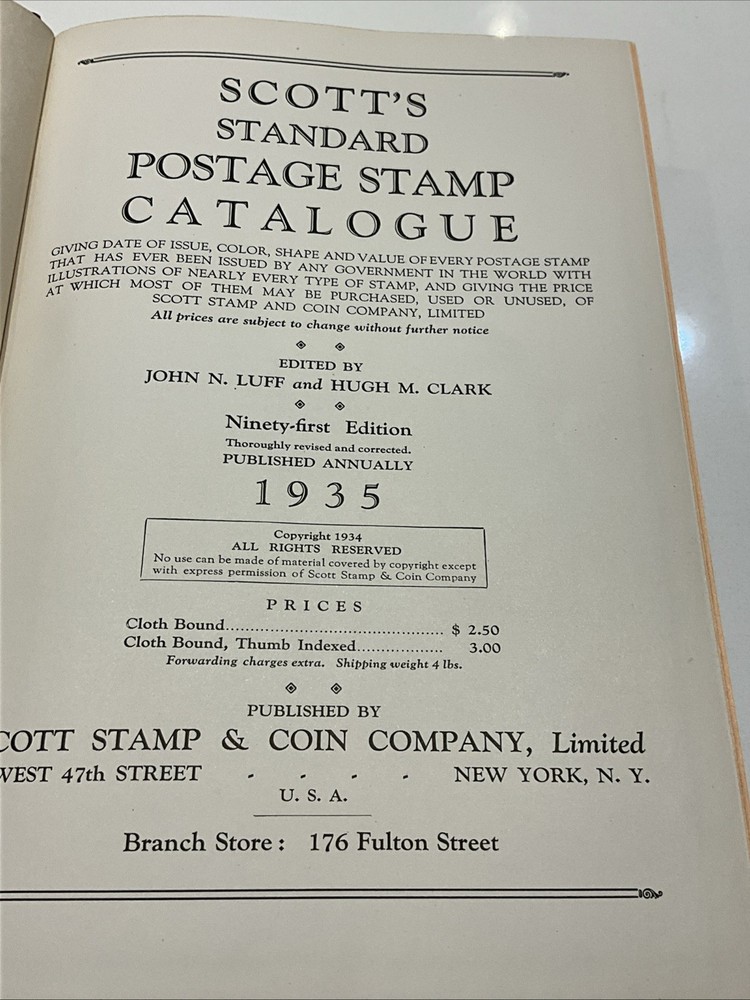 SCOTT'S
STANDARD
POSTAGE STAMP
CATALOGUE
GIVING DATE OF ISSUE, COLOR, SHAPE AND VALUE OF EVERY POSTAGE STAMP
THAT HAS EVER BEEN ISSUED BY ANY GOVERNMENT IN THE WORLD WITH
ILLUSTRATIONS OF NEARLY EVERY TYPE OF STAMP, AND GIVING THE PRICE
AT WHICH MOST OF THEM MAY BE PURCHASED, USED OR UNUSED, OF
SCOTT STAMP AND COIN COMPANY, LIMITED
All prices are subject to change without further notice
EDITED BY
JOHN N. LUFF and HUGH M. CLARK
Ninety-first Edition
Thoroughly revised and corrected.
PUBLISHED ANNUALLY
1935
Copyright 1934
ALL RIGHTS RESERVED
No use can be made of material covered by copyright except
with express permission of Scott Stamp & Coin Company
PRICES
Cloth Bound............................................ $ 2.50
Cloth Bound, Thumb Indexed.................. 3.00
Forwarding charges extra. Shipping weight 4 lbs.
PUBLISHED BY
COTT STAMP & COIN COMPANY, Limited
WEST 47th STREET - - - - NEW YORK, N. Y.
U. S. A.
Branch Store: 176 Fulton Street